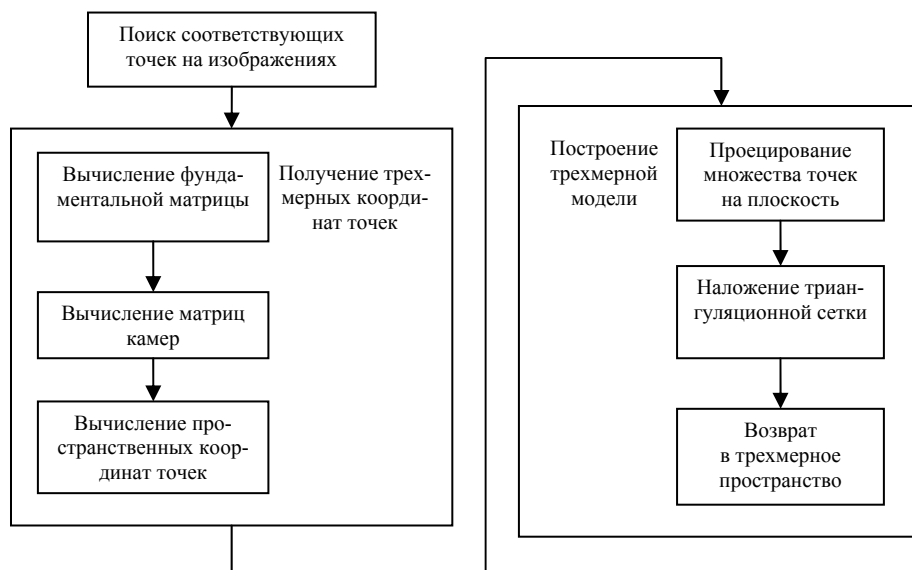 Поиск соответствующих
точек на изображениях
Вычисление фунда-
ментальной матрицы
Получение трех-
мерных коорди-
нат точек
Вычисление матриц
камер
Вычисление про-
странственных коор-
динат точек
Построение
трехмерной
модели
Проецирование
множества точек
на плоскость
Наложение триан-
гуляционной сетки
Возврат
в трехмерное
пространство